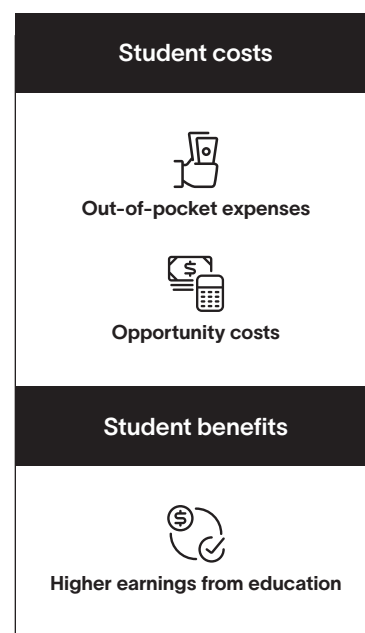 Student costs
Out-of-pocket expenses
Opportunity costs
Student benefits
Higher earnings from education